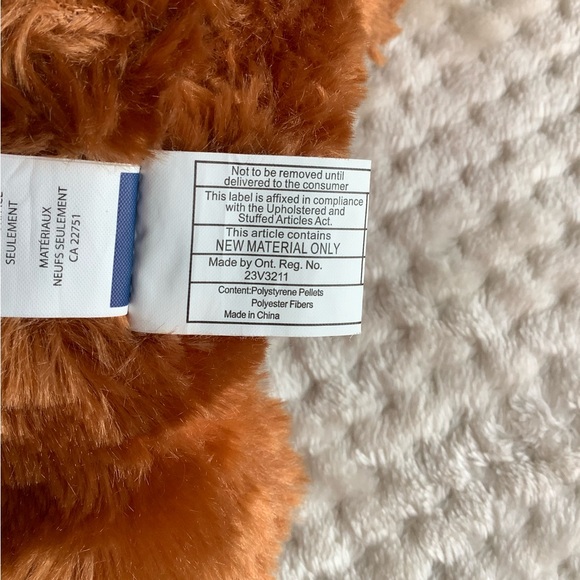 Not to be removed until
delivered to the consumer
This label is affixed in compliance
with the Upholstered and
Stuffed Articles Act.
This article contains
NEW MATERIAL ONLY
Made by Ont. Reg. No.
23V3211
Content:Polystyrene Pellets
Polyester Fibers
Made in China
SEULEMENT
MATÉRIAUX
NEUFS SEULEMENT
CA 22751